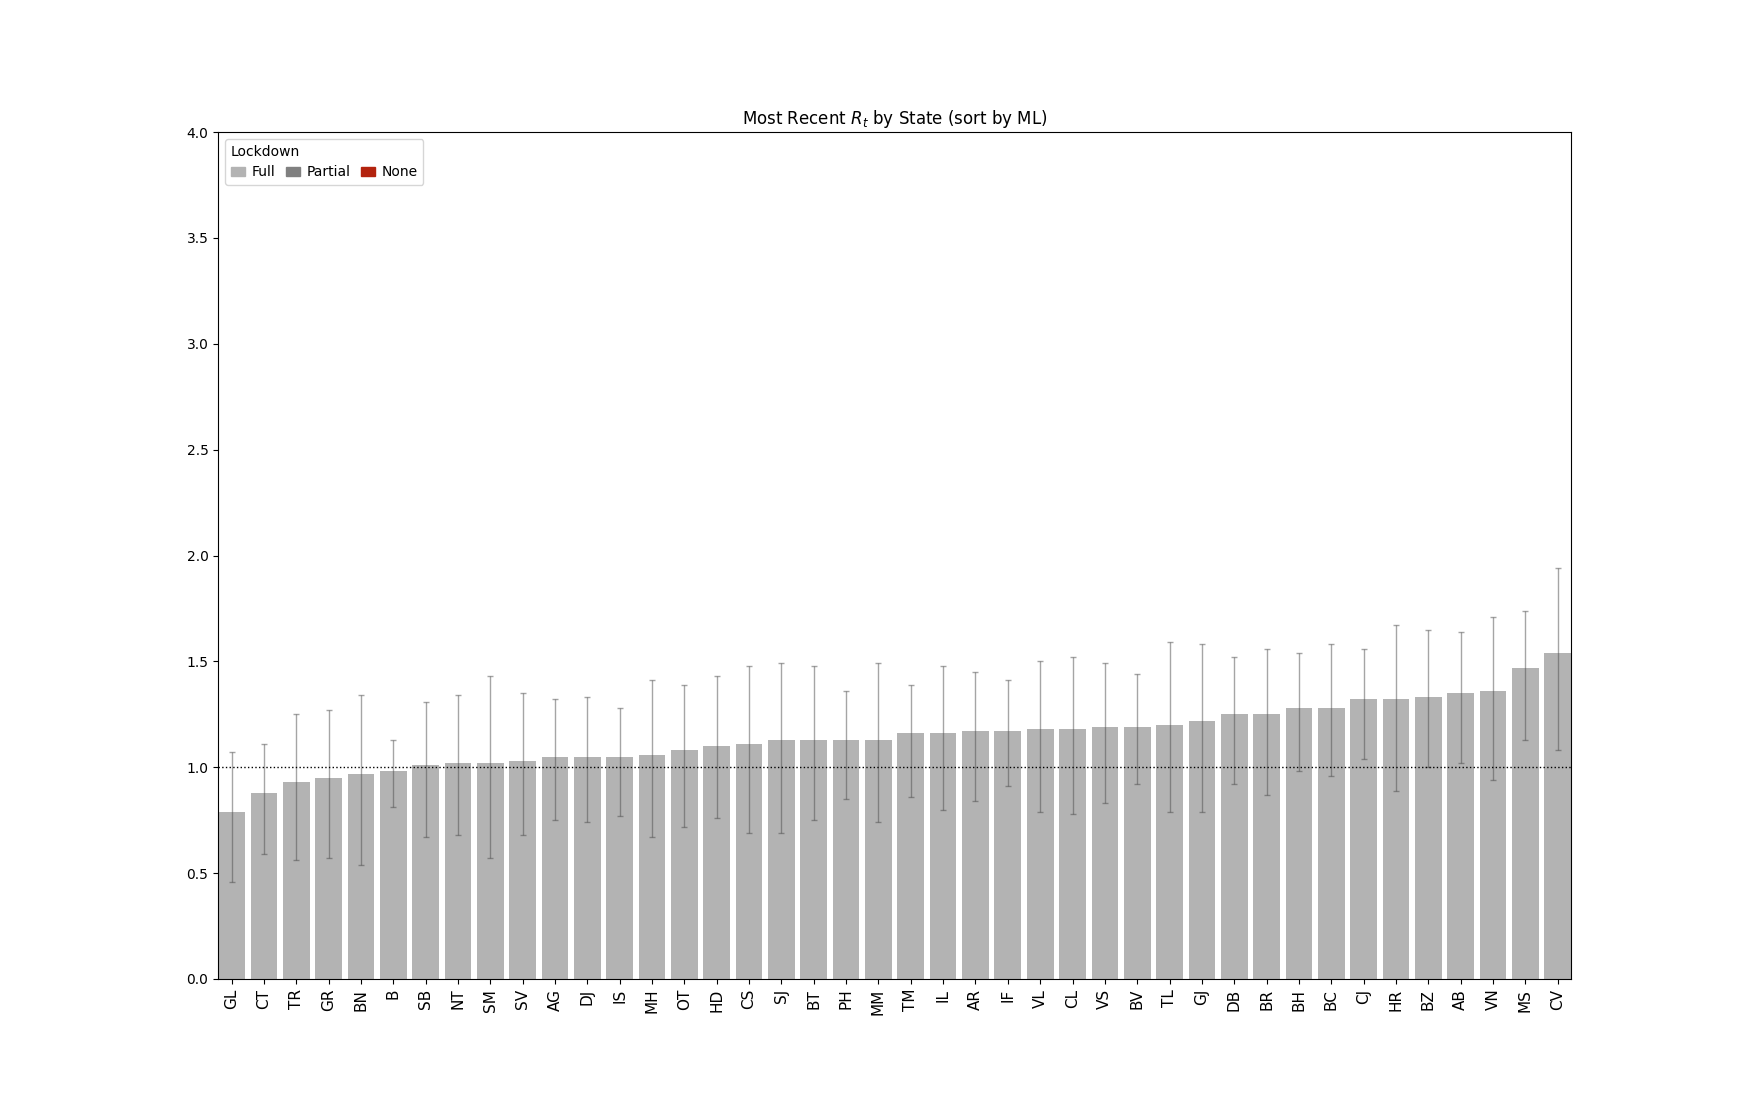 Most Recent Rt by State (sort by ML)
4.0
Lockdown
Full Partial None
3.5
3.0
2.5
2.0
1.5
1.0
0.5
0.0
GL CT TR GR BN B SB NT SM SV AG DJ IS MH OT HD CS SJ BT PH MM TM IL AR IF VL CL VS BV TL GJ DB BR BH BC CJ HR BZ AB VN MS CV